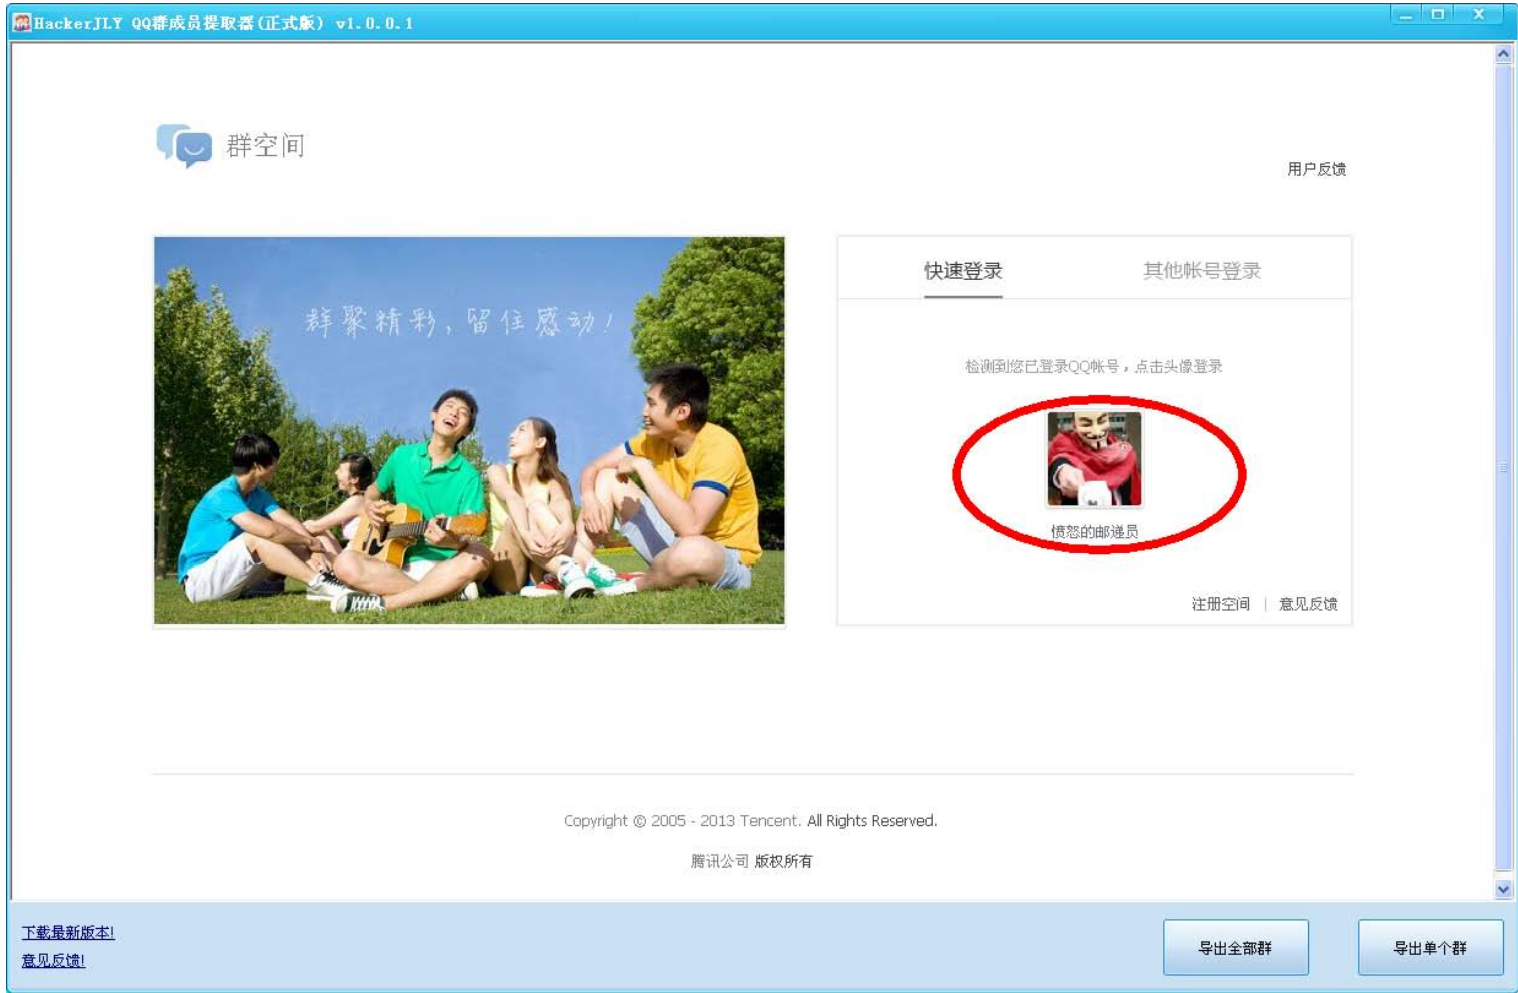 HackerJLY QQ群成员提取器(正式版) v1.0.0.1
群空间
用户反馈
群聚精彩，留住感动！
快速登录
其他帐号登录
检测到您已登录QQ帐号，点击头像登录
愤怒的邮递员
注册空间 | 意见反馈
Copyright © 2005 - 2013 Tencent. All Rights Reserved.
腾讯公司 版权所有
下载最新版本!
意见反馈!
导出全部群
导出单个群